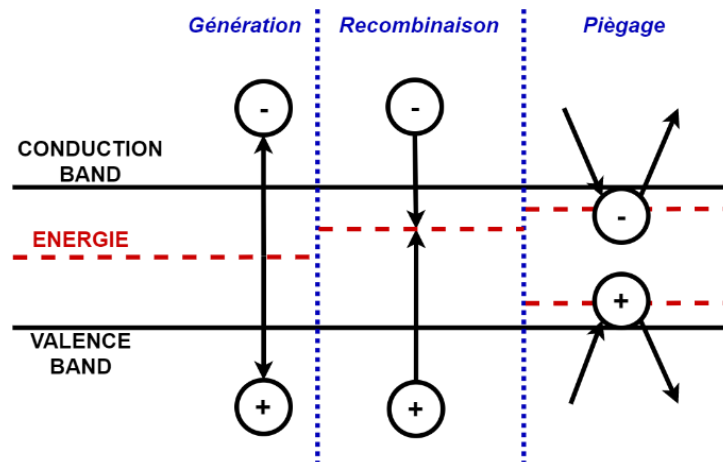 Génération
Recombinaison
Piègage
-
-
CONDUCTION
BAND
ENERGIE
-
+
VALENCE
BAND
+
+